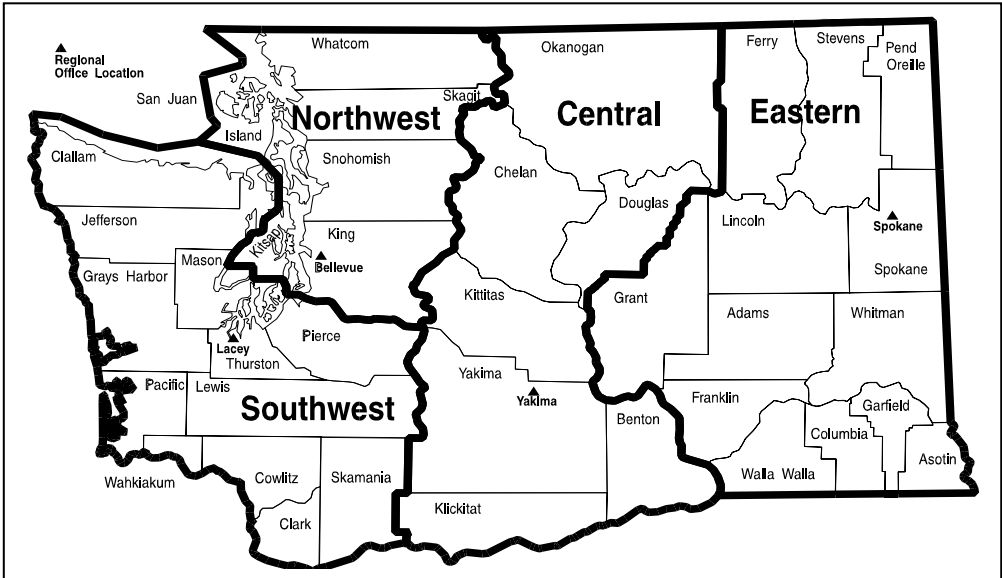 Regional
Office Location
San Juan
Whatcom
Skagit
Northwest
Island
Snohomish
King
Bellevue
Kitsap
Clallam
Jefferson
Mason
Grays Harbor
Pierce
Lacey
Thurston
Pacific
Lewis
Southwest
Wahkiakum
Cowlitz
Skamania
Clark
Okanogan
Central
Chelan
Douglas
Kittitas
Yakima
Yakima
Benton
Klickitat
Ferry
Stevens
Pend
Oreille
Eastern
Lincoln
Spokane
Spokane
Grant
Adams
Whitman
Franklin
Garfield
Columbia
Walla Walla
Asotin